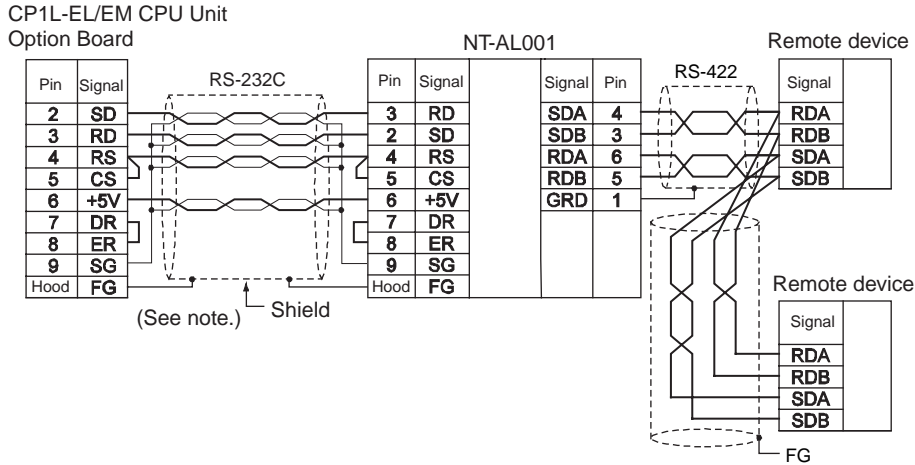 CP1L-EL/EM CPU Unit
Option Board
NT-AL001
Remote device
Pin Signal
2 SD
3 RD
4 RS
5 CS
6 +5V
7 DR
8 ER
9 SG
Hood FG
RS-232C
(See note.)
Shield
Pin Signal
3 RD
2 SD
4 RS
5 CS
6 +5V
7 DR
8 ER
9 SG
Hood FG
Signal Pin
SDA 4
SDB 3
RDA 6
RDB 5
GRD 1
RS-422
Signal
RDA
RDB
SDA
SDB
Remote device
Signal
RDA
RDB
SDA
SDB
FG